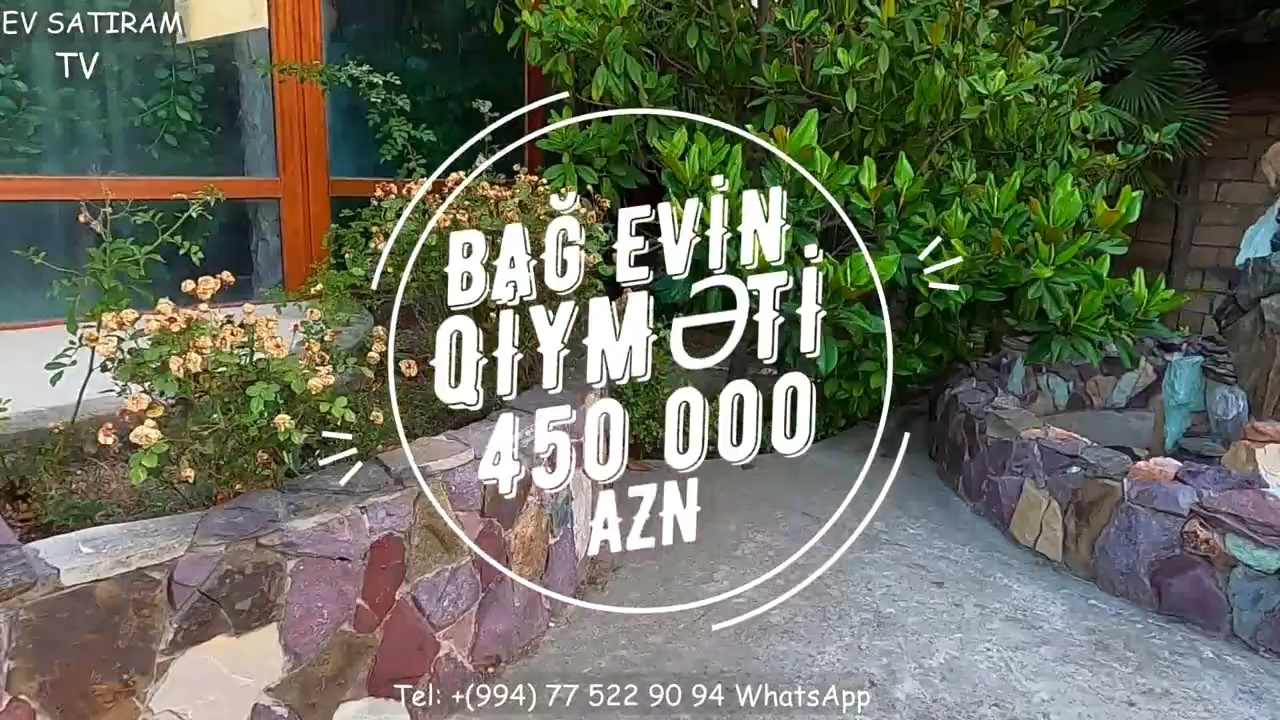 EV SATIRAM
TV
BAĞ EVİN
QİYMƏTİ
450 000
AZN
Tel: +(994) 77 522 90 94 WhatsApp